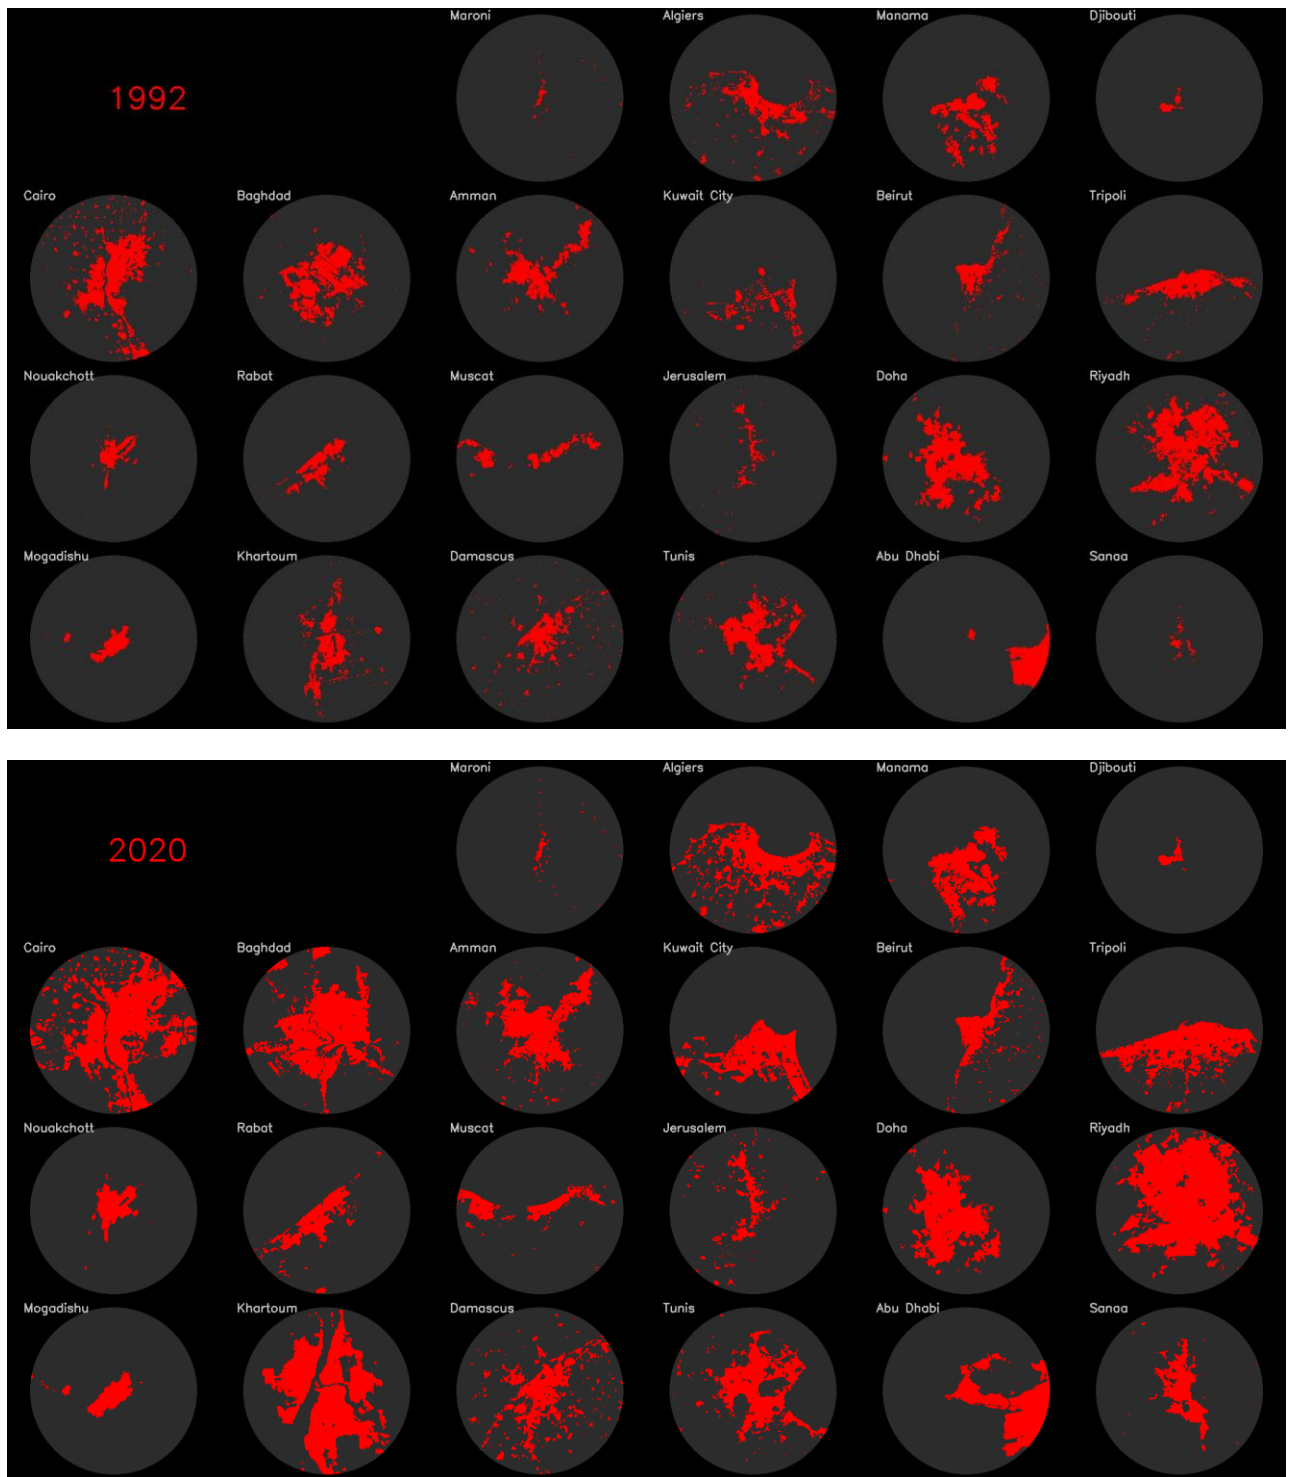 Maroni Algiers Manama Djibouti
1992
Cairo Baghdad Amman Kuwait City Beirut Tripoli
Nouakchott Rabat Muscat Jerusalem Doha Riyadh
Mogadishu Khartoum Damascus Tunis Abu Dhabi Sanaa
Maroni Algiers Manama Djibouti
2020
Cairo Baghdad Amman Kuwait City Beirut Tripoli
Nouakchott Rabat Muscat Jerusalem Doha Riyadh
Mogadishu Khartoum Damascus Tunis Abu Dhabi Sanaa